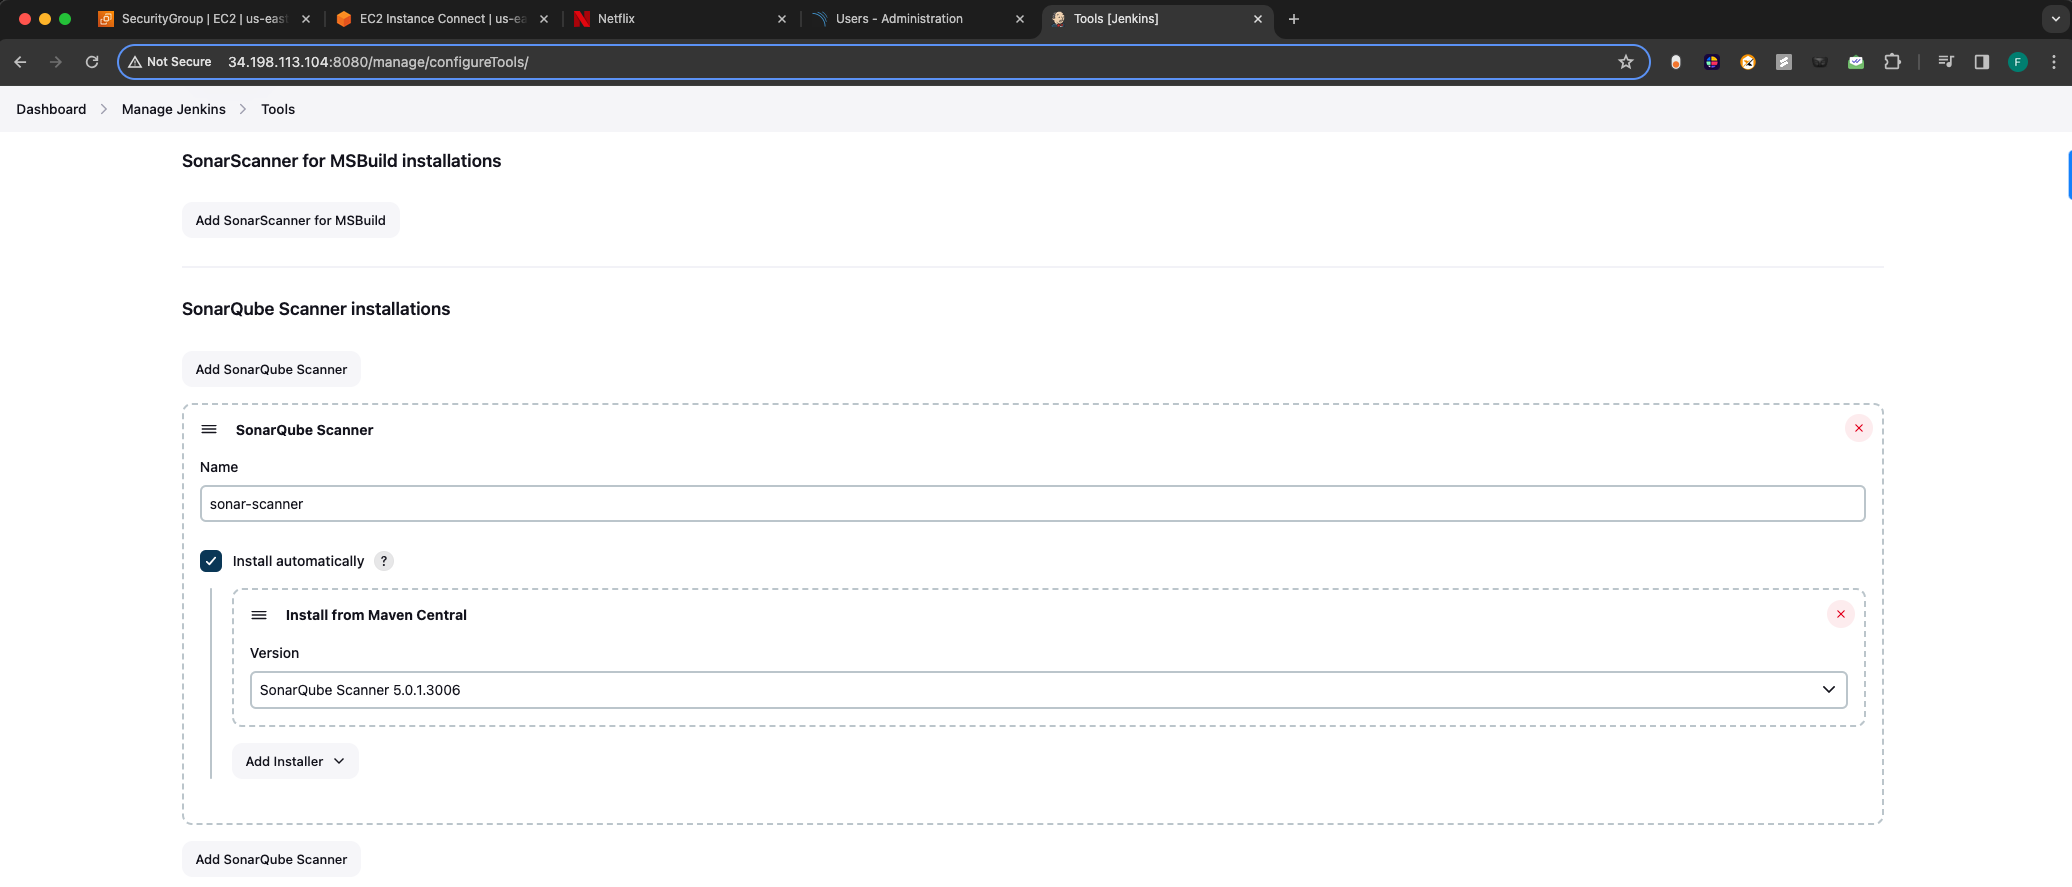 SecurityGroup | EC2 | us-east
EC2 Instance Connect | us-ea
Netflix
Users - Administration
Tools [Jenkins]
Not Secure
34.198.113.104:8080/manage/configureTools/
F
Dashboard
Manage Jenkins
Tools
SonarScanner for MSBuild installations
Add SonarScanner for MSBuild
SonarQube Scanner installations
Add SonarQube Scanner
SonarQube Scanner
Name
sonar-scanner
Install automatically ?
Install from Maven Central
Version
SonarQube Scanner 5.0.1.3006
Add Installer
Add SonarQube Scanner